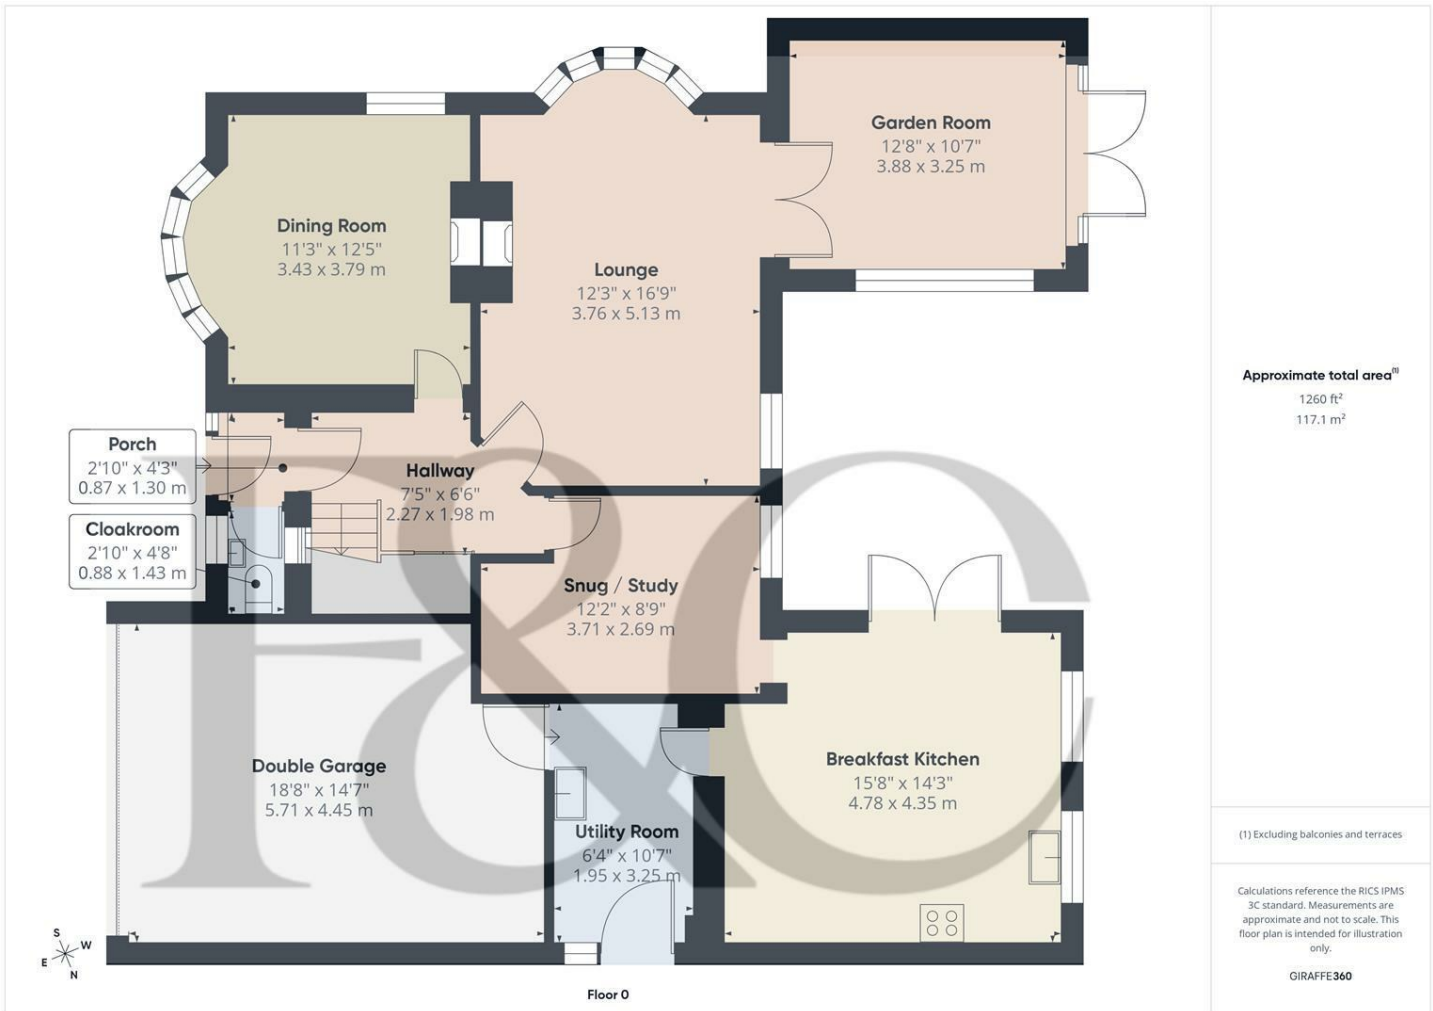 Garden Room
12'8" x 10'7"
3.88 x 3.25 m
Dining Room
11'3" x 12'5"
3.43 x 3.79 m
Lounge
12'3" x 16'9"
3.76 x 5.13 m
Approximate total area(1)
1260 ft²
117.1 m²
Porch
2'10" x 4'3"
0.87 x 1.30 m
Hallway
7'5" x 6'6"
2.27 x 1.98 m
Cloakroom
2'10" x 4'8"
0.88 x 1.43 m
Snug / Study
12'2" x 8'9"
3.71 x 2.69 m
Double Garage
18'8" x 14'7"
5.71 x 4.45 m
Breakfast Kitchen
15'8" x 14'3"
4.78 x 4.35 m
Utility Room
6'4" x 10'7"
1.95 x 3.25 m
F&C
(1) Excluding balconies and terraces
Calculations reference the RICS IPMS
3C standard. Measurements are
approximate and not to scale. This
floor plan is intended for illustration
only.
GIRAFFE360
S
W
E
N
Floor 0